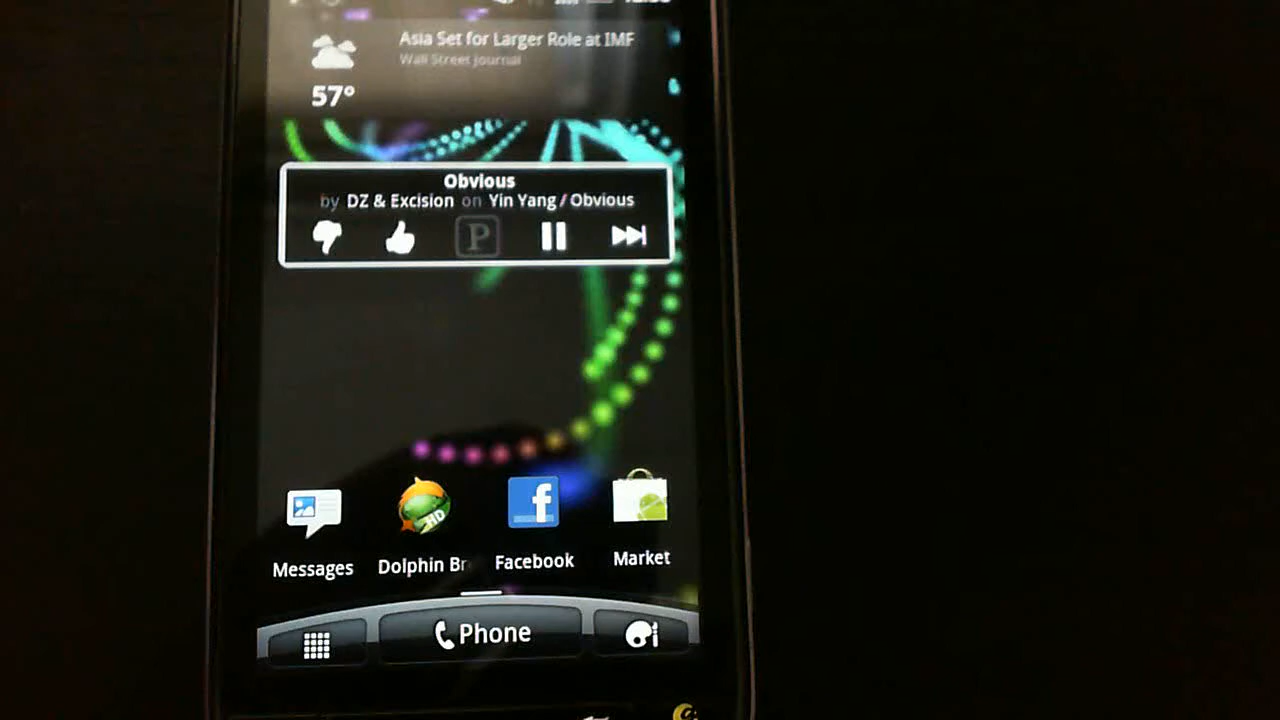 Asia Set for Larger Role at IMF
Wall Street Journal
57°
Obvious
by DZ & Excision on Yin Yang / Obvious
P
HD
f
Messages
Dolphin Br
Facebook
Market
Phone